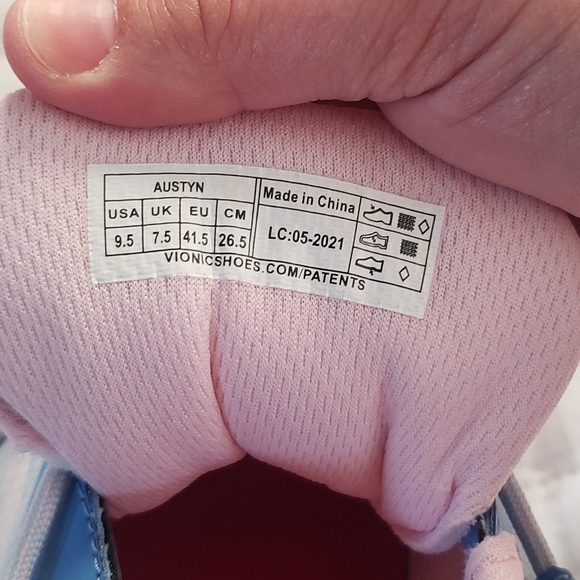 AUSTYN
USA UK EU CM
9.5 7.5 41.5 26.5
Made in China
LC:05-2021
VIONICSHOES.COM/PATENTS